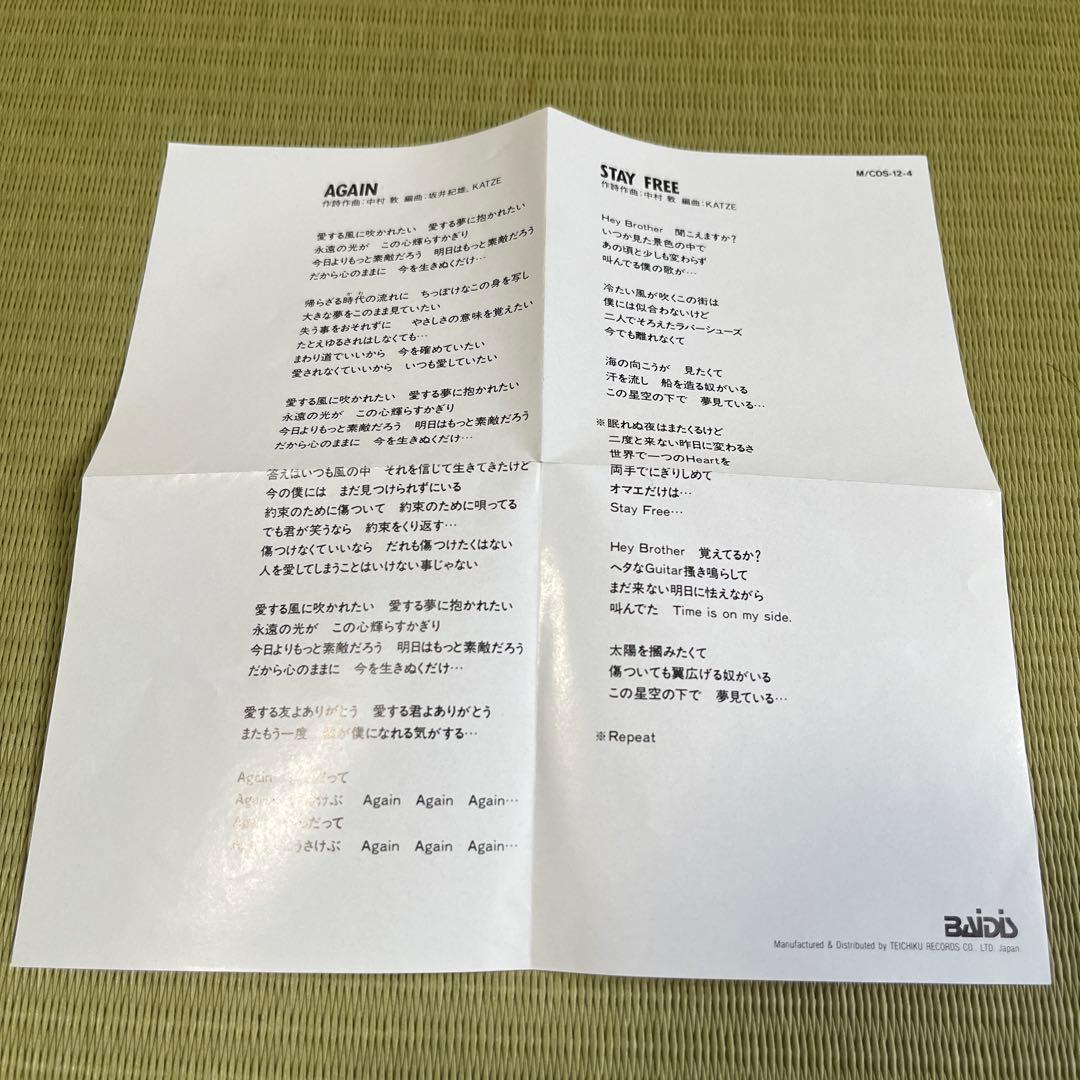 AGAIN
作詩作曲:中村 敦 編曲:坂井紀雄、KATZE
愛する風に吹かれたい 愛する夢に抱かれたい
永遠の光が この心輝らすかぎり
今日よりもっと素敵だろう 明日はもっと素敵だろう
だから心のままに 今を生きぬくだけ…
帰らざる時代の流れに ちっぽけなこの身を写し
かわ
大きな夢をこのまま見ていたい
失う事をおそれずに やさしさの意味を覚えたい
たとえゆるされはしなくても…
まわり道でいいから 今を確めていたい
愛されなくていいから いつも愛していたい
愛する風に吹かれたい 愛する夢に抱かれたい
永遠の光が この心輝らすかぎり
今日よりもっと素敵だろう 明日はもっと素敵だろう
だから心のままに 今を生きぬくだけ…
答えはいつも風の中 それを信じて生きてきたけど
今の僕には まだ見つけられずにいる
約束のために傷ついて 約束のために唄ってる
でも君が笑うなら 約束をくり返す…
傷つけなくていいなら だれも傷つけたくはない
人を愛してしまうことはいけない事じゃない
愛する風に吹かれたい 愛する夢に抱かれたい
永遠の光が この心輝らすかぎり
今日よりもっと素敵だろう 明日はもっと素敵だろう
だから心のままに 今を生きぬくだけ…
愛する友よありがとう 愛する君よありがとう
またもう一度 僕が僕になれる気がする…
Again だって
Again さけぶ Again Again Again…
Again だって
うさけぶ Again Again Again…
STAY FREE
作詩作曲:中村 敦 編曲:KATZE
M/CDS-12-4
Hey Brother 聞こえますか?
いつか見た景色の中で
あの頃と少しも変わらず
叫んでる僕の歌が…
冷たい風が吹くこの街は
僕には似合わないけど
二人でそろえたラバーシューズ
今でも離れなくて
海の向こうが 見たくて
汗を流し 船を造る奴がいる
この星空の下で 夢見ている…
※眠れぬ夜はまたくるけど
二度と来ない昨日に変わるさ
世界で一つのHeartを
両手でにぎりしめて
オマエだけは…
Stay Free…
Hey Brother 覚えてるか?
ヘタなGuitar掻き鳴らして
まだ来ない明日に怯えながら
叫んでた Time is on my side.
太陽を摑みたくて
傷ついても翼広げる奴がいる
この星空の下で 夢見ている…
※Repeat
BAIDIS
Manufactured & Distributed by TEICHIKU RECORDS CO., LTD. Japan.